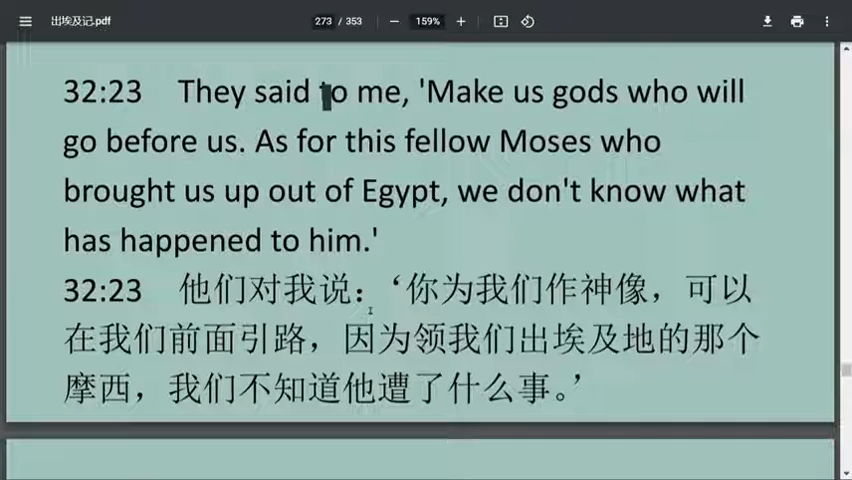 出埃及记.pdf
273 / 353
159%
32:23 They said to me, 'Make us gods who will
go before us. As for this fellow Moses who
brought us up out of Egypt, we don't know what
has happened to him.'
32:23 他们对我说：‘你为我们作神像，可以
在我们前面引路，因为领我们出埃及地的那个
摩西，我们不知道他遭了什么事。’